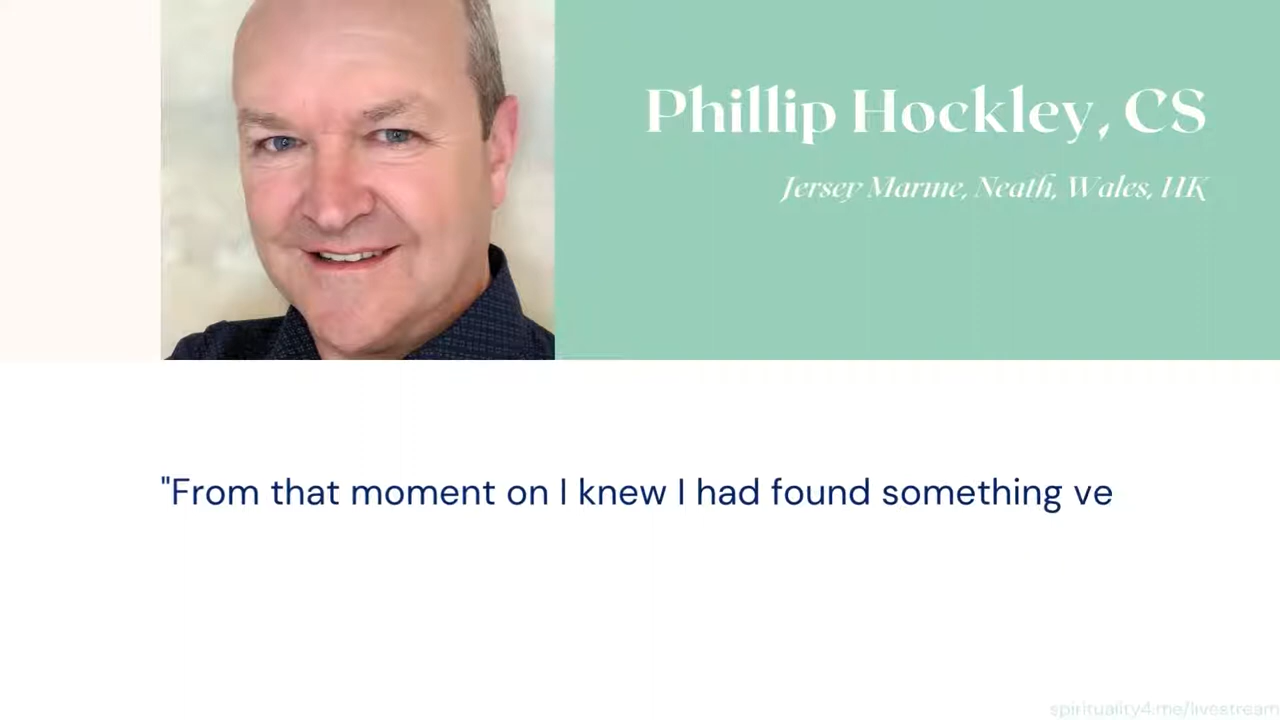 Phillip Hockley, CS
Jersey Marine, Neath, Wales, UK
"From that moment on I knew I had found something ve
spirituality4.me/livestream